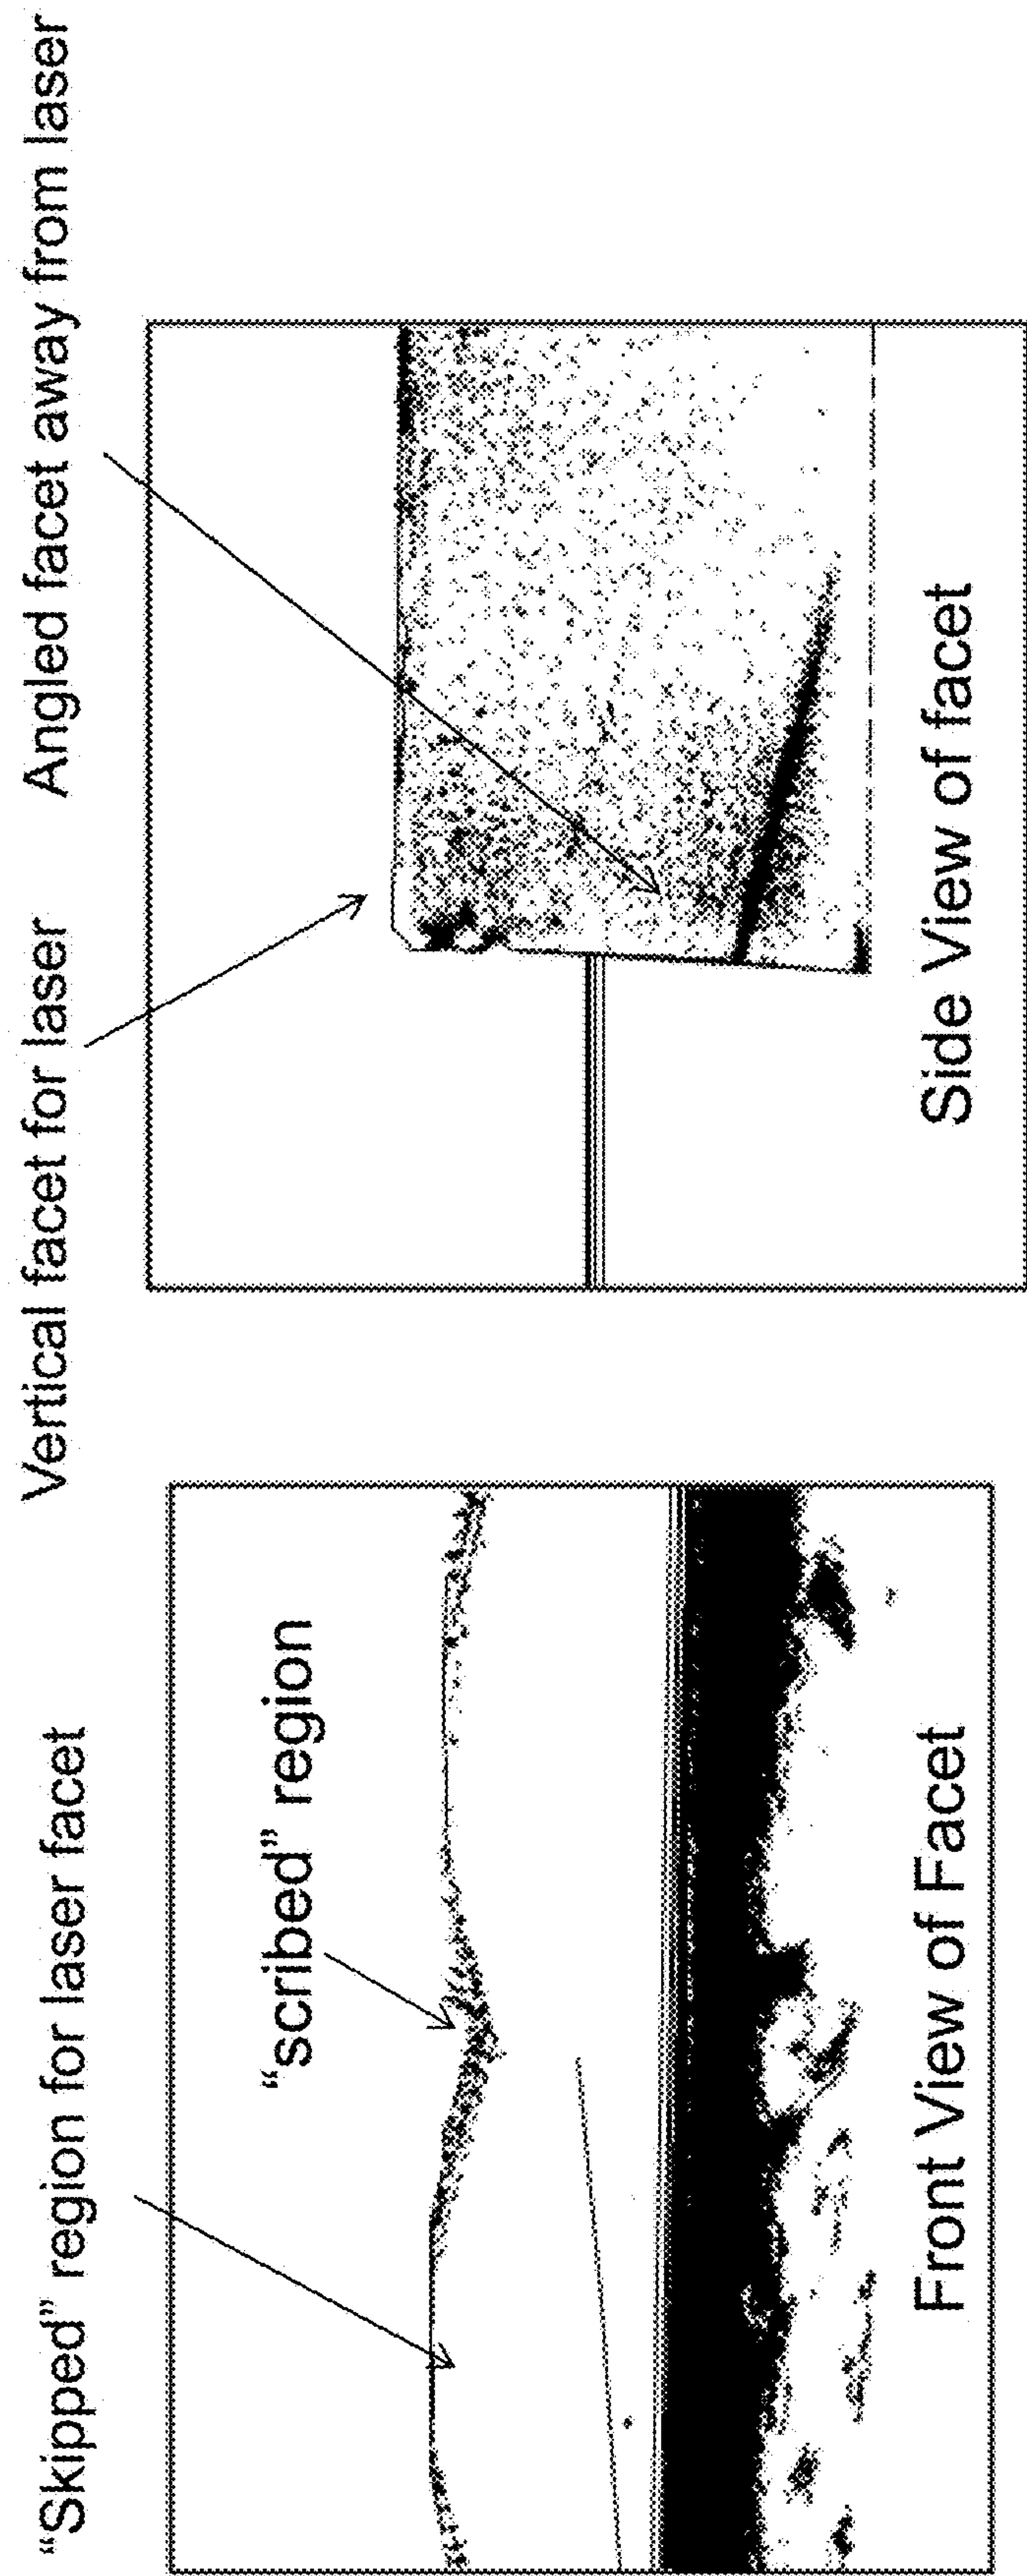 “Skipped” region for laser facet
“scribed” region
Front View of Facet
Vertical facet for laser
Angled facet away from laser
Side View of facet